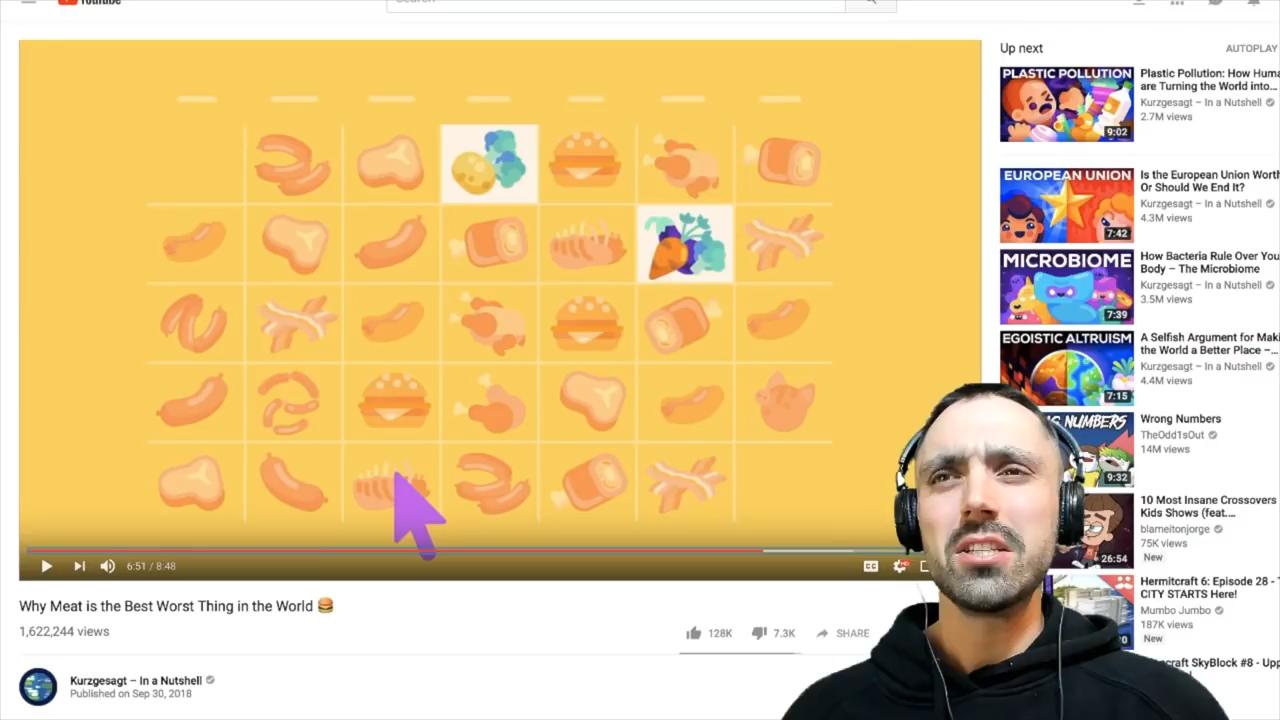 YouTube
Search
Up next
AUTOPLAY
PLASTIC POLLUTION
9:02
Plastic Pollution: How Huma
are Turning the World into...
Kurzgesagt – In a Nutshell
2.7M views
EUROPEAN UNION
7:42
Is the European Union Worth
Or Should We End It?
Kurzgesagt – In a Nutshell
4.3M views
MICROBIOME
7:39
How Bacteria Rule Over You
Body – The Microbiome
Kurzgesagt – In a Nutshell
3.5M views
EGOISTIC ALTRUISM
7:15
A Selfish Argument for Maki
the World a Better Place –...
Kurzgesagt – In a Nutshell
4.4M views
NUMBERS
9:32
Wrong Numbers
TheOdd1sOut
14M views
26:54
10 Most Insane Crossovers
Kids Shows (feat....
blameitonjorge
75K views
New
Hermitcraft 6: Episode 28 -
CITY STARTS Here!
Mumbo Jumbo
187K views
New
craft SkyBlock #8 - Upp
6:51 / 8:48
CC
Why Meat is the Best Worst Thing in the World 🍔
1,622,244 views
128K
7.3K
SHARE
Kurzgesagt – In a Nutshell
Published on Sep 30, 2018